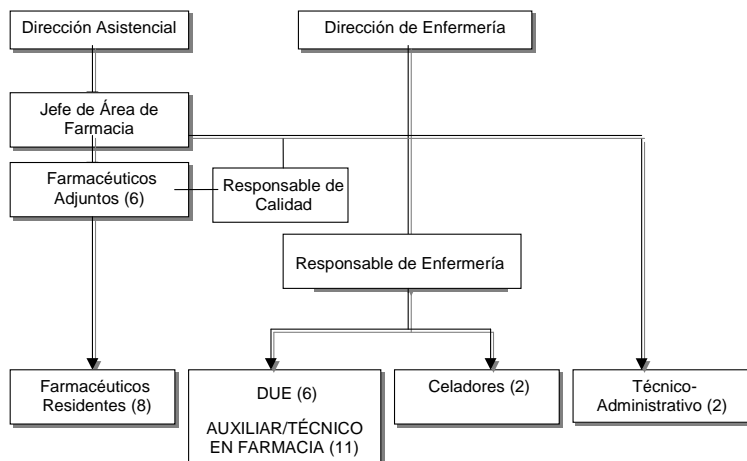 Dirección Asistencial
Dirección de Enfermería
Jefe de Área de
Farmacia
Farmacéuticos
Adjuntos (6)
Responsable de
Calidad
Responsable de Enfermería
Farmacéuticos
Residentes (8)
DUE (6)
AUXILIAR/TÉCNICO
EN FARMACIA (11)
Celadores (2)
Técnico-
Administrativo (2)